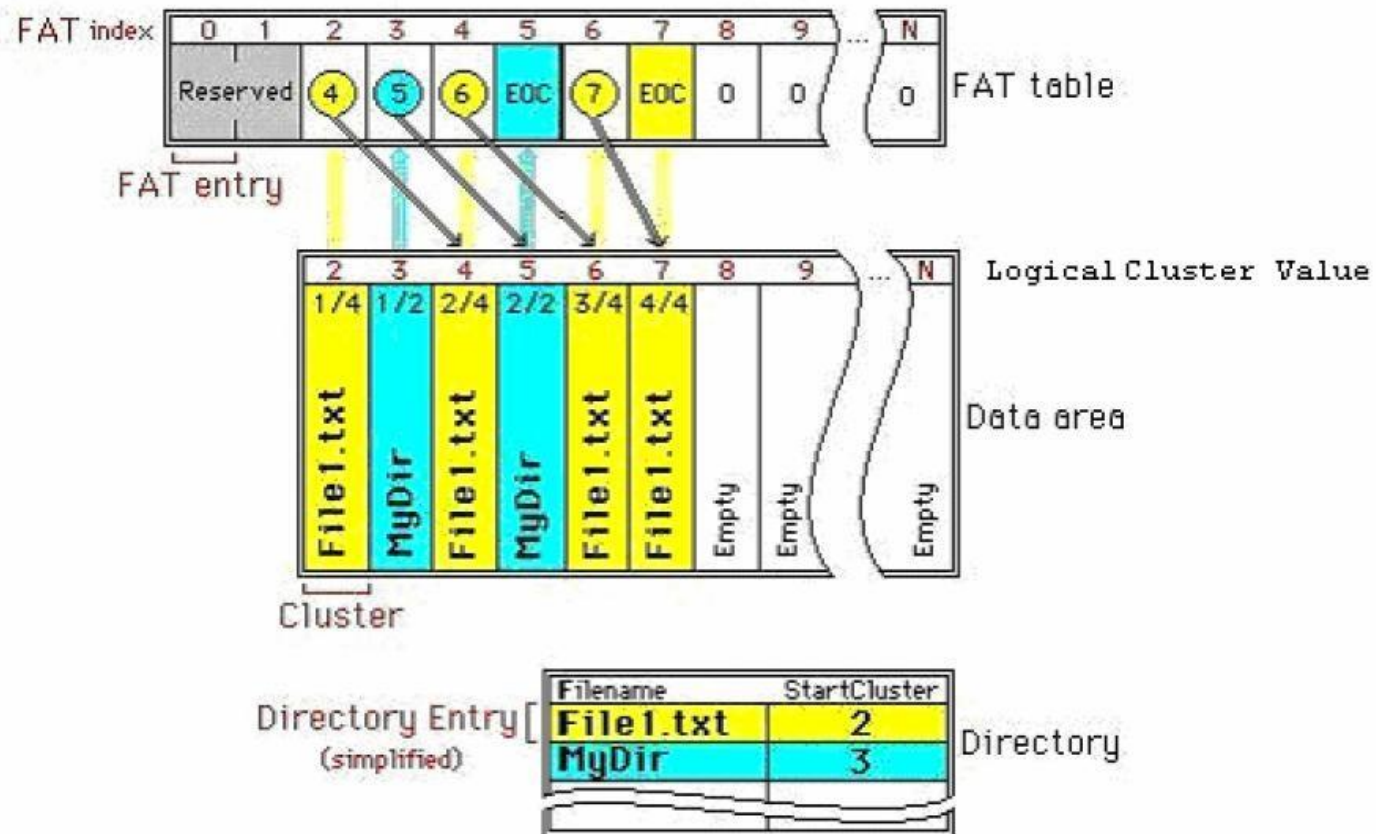 FAT index 0 1 2 3 4 5 6 7 8 9 ... N
Reserved 4 5 6 EOC 7 EOC 0 0 0 FAT table
FAT entry
2 3 4 5 6 7 8 9 ... N Logical Cluster Value
1/4 1/2 2/4 2/2 3/4 4/4
File1.txt MyDir File1.txt MyDir File1.txt File1.txt Empty Empty Empty
Data area
Cluster
Filename StartCluster
Directory Entry File1.txt 2
(simplified) MyDir 3
Directory